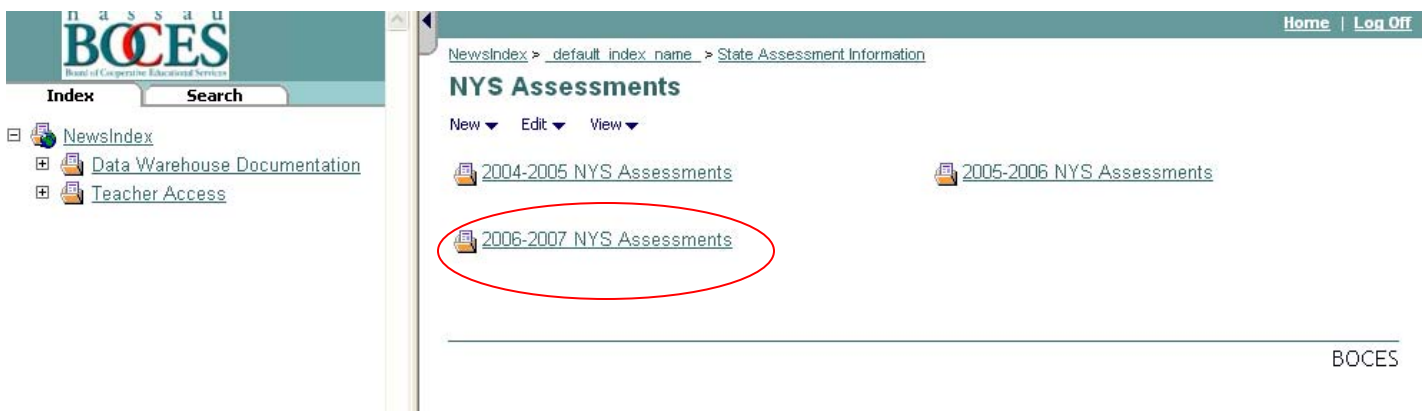 nassau
BOCES
Board of Cooperative Educational Services
Index Search
NewsIndex
Data Warehouse Documentation
Teacher Access
Home | Log Off
NewsIndex > _default_index_name_ > State Assessment Information
NYS Assessments
New Edit View
2004-2005 NYS Assessments 2005-2006 NYS Assessments
2006-2007 NYS Assessments
BOCES